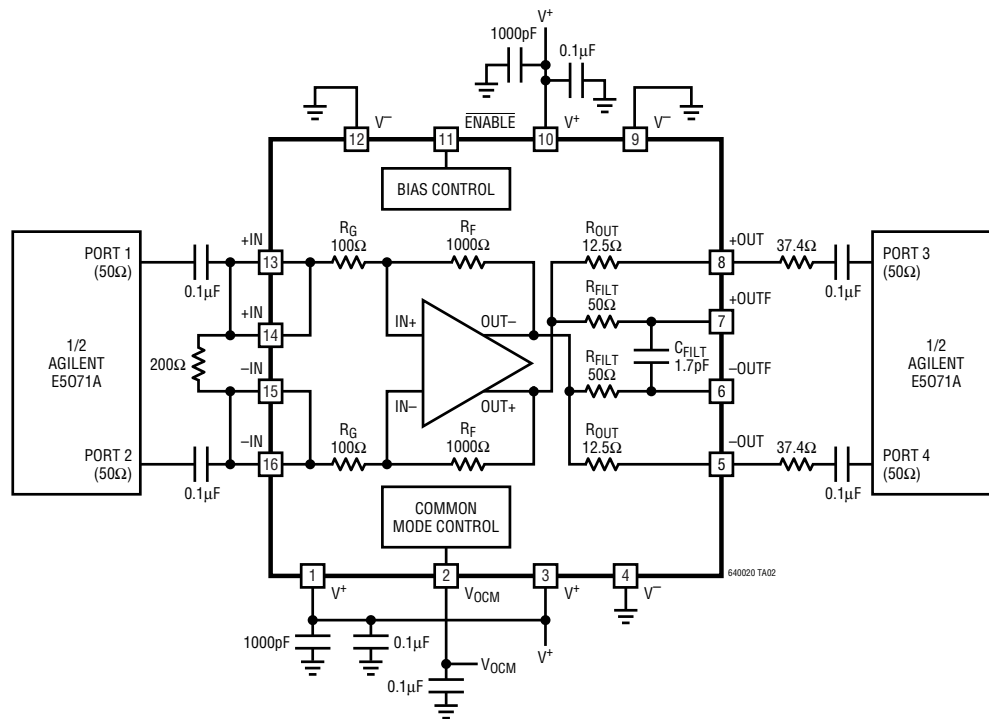 V+
1000pF
0.1µF
V−
ENABLE
V+
V−
12
11
10
9
BIAS CONTROL
PORT 1
(50Ω)
0.1µF
+IN
13
RG
100Ω
RF
1000Ω
ROUT
12.5Ω
+OUT
8
37.4Ω
0.1µF
PORT 3
(50Ω)
+IN
14
IN+
OUT−
RFILT
50Ω
+OUTF
7
1/2
AGILENT
E5O71A
200Ω
CFILT
1.7pF
1/2
AGILENT
E5O71A
−IN
15
IN−
OUT+
RFILT
50Ω
−OUTF
6
PORT 2
(50Ω)
0.1µF
−IN
16
RG
100Ω
RF
1000Ω
ROUT
12.5Ω
−OUT
5
37.4Ω
0.1µF
PORT 4
(50Ω)
COMMON
MODE CONTROL
640020 TA02
1
2
3
4
V+
VOCM
V+
V−
1000pF
0.1µF
V+
VOCM
0.1µF